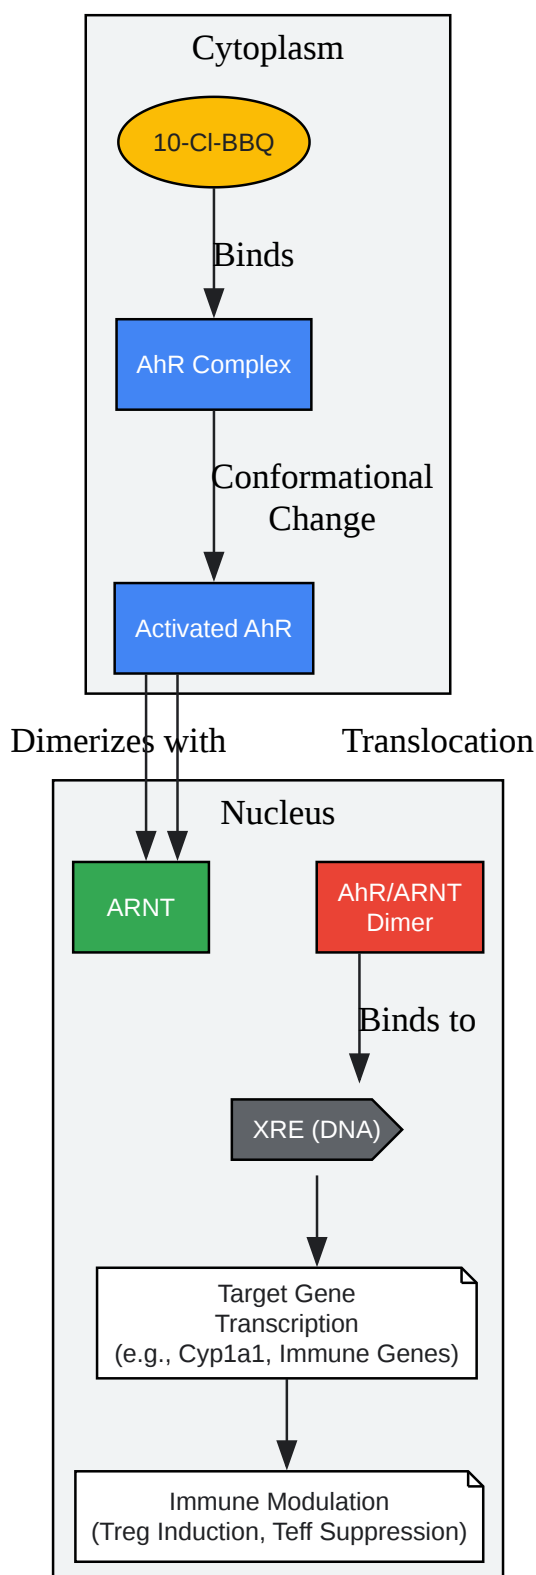 Cytoplasm
10-Cl-BBQ
Binds
AhR Complex
Conformational
Change
Activated AhR
Dimerizes with
Translocation
Nucleus
ARNT
AhR/ARNT
Dimer
Binds to
XRE (DNA)
Target Gene
Transcription
(e.g., Cyp1a1, Immune Genes)
Immune Modulation
(Treg Induction, Teff Suppression)